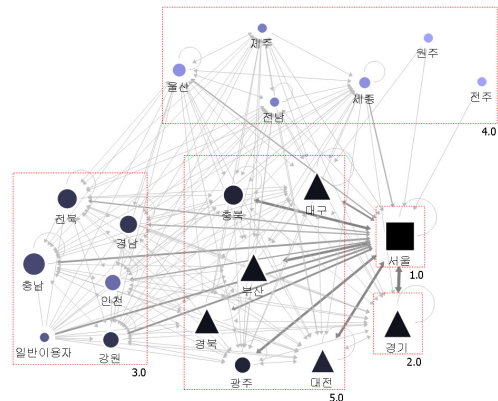 제주
원주
울산
세종
전주
전남
4.0
전북
충북
대구
경남
서울
충남
인천
부산
1.0
경북
경기
일반이용자
강원
2.0
3.0
광주
대전
5.0